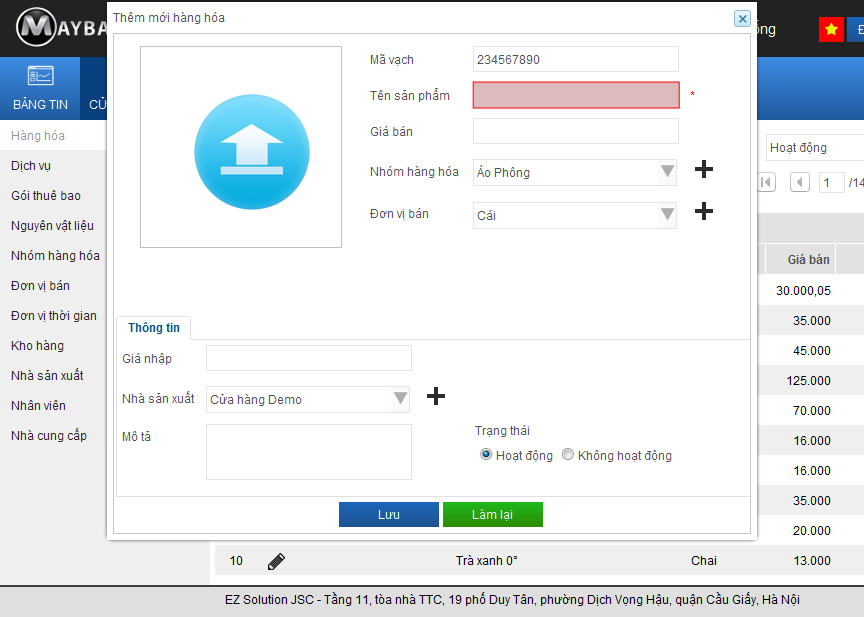 Thêm mới hàng hóa
MAYBA
ống
BẢNG TIN
Hàng hóa
Dịch vụ
Gói thuê bao
Nguyên vật liệu
Nhóm hàng hóa
Đơn vị bán
Đơn vị thời gian
Kho hàng
Nhà sản xuất
Nhân viên
Nhà cung cấp
Mã vạch 234567890
Tên sản phẩm *
Giá bán
Nhóm hàng hóa Áo Phông
Đơn vị bán Cái
Thông tin
Giá nhập
Nhà sản xuất Cửa hàng Demo
Mô tả
Trạng thái
Hoạt động Không hoạt động
Lưu Làm lại
Hoạt động
1 /14
Giá bán
30.000,05
35.000
45.000
125.000
70.000
16.000
16.000
35.000
20.000
10 Trà xanh 0° Chai 13.000
EZ Solution JSC - Tầng 11, tòa nhà TTC, 19 phố Duy Tân, phường Dịch Vọng Hậu, quận Cầu Giấy, Hà Nội